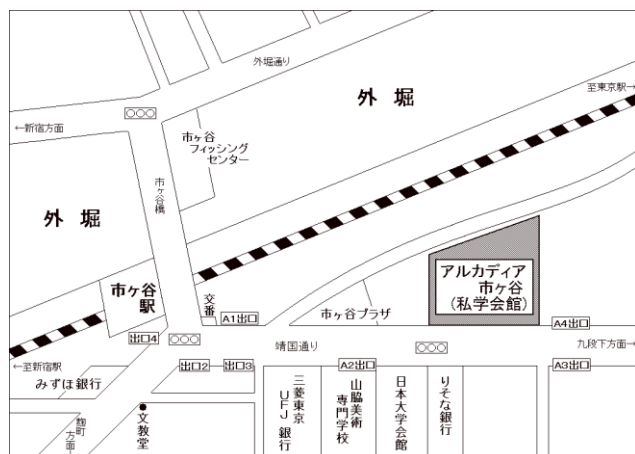 外堀通り
至東京駅→
外 堀
←新宿方面
市ヶ谷
フィッシング
センター
市ヶ谷橋
外 堀
アルカディア
市ヶ谷
(私学会館)
市ヶ谷
駅
交番
A1出口
市ヶ谷プラザ
A4出口
出口4
靖国通り
九段下方面→
←至新宿駅
出口2
出口3
A2出口
A3出口
みずほ銀行
三菱東京
UFJ 銀行
山脇美術
専門学校
日本大学会館
りそな銀行
文教堂
麹町
方面→